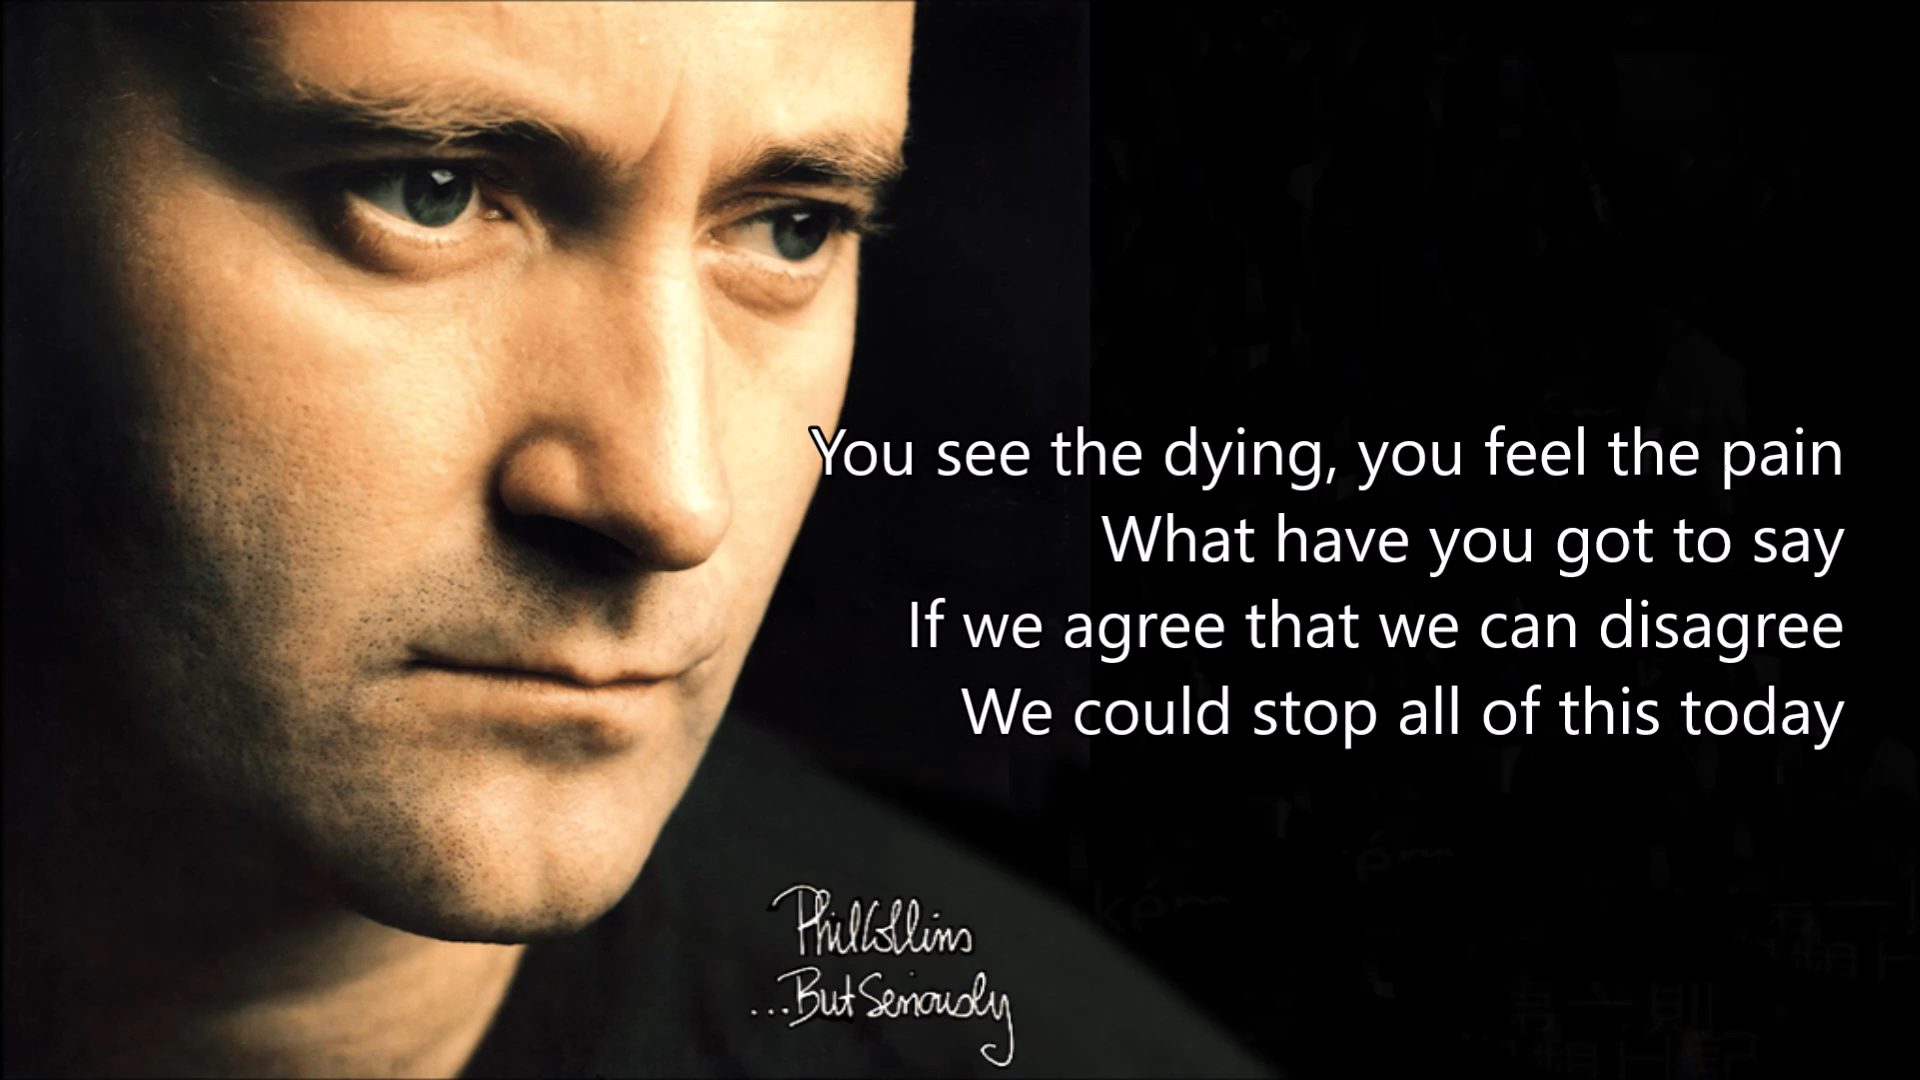 You see the dying, you feel the pain
What have you got to say
If we agree that we can disagree
We could stop all of this today
Phil Collins
...But Seriously